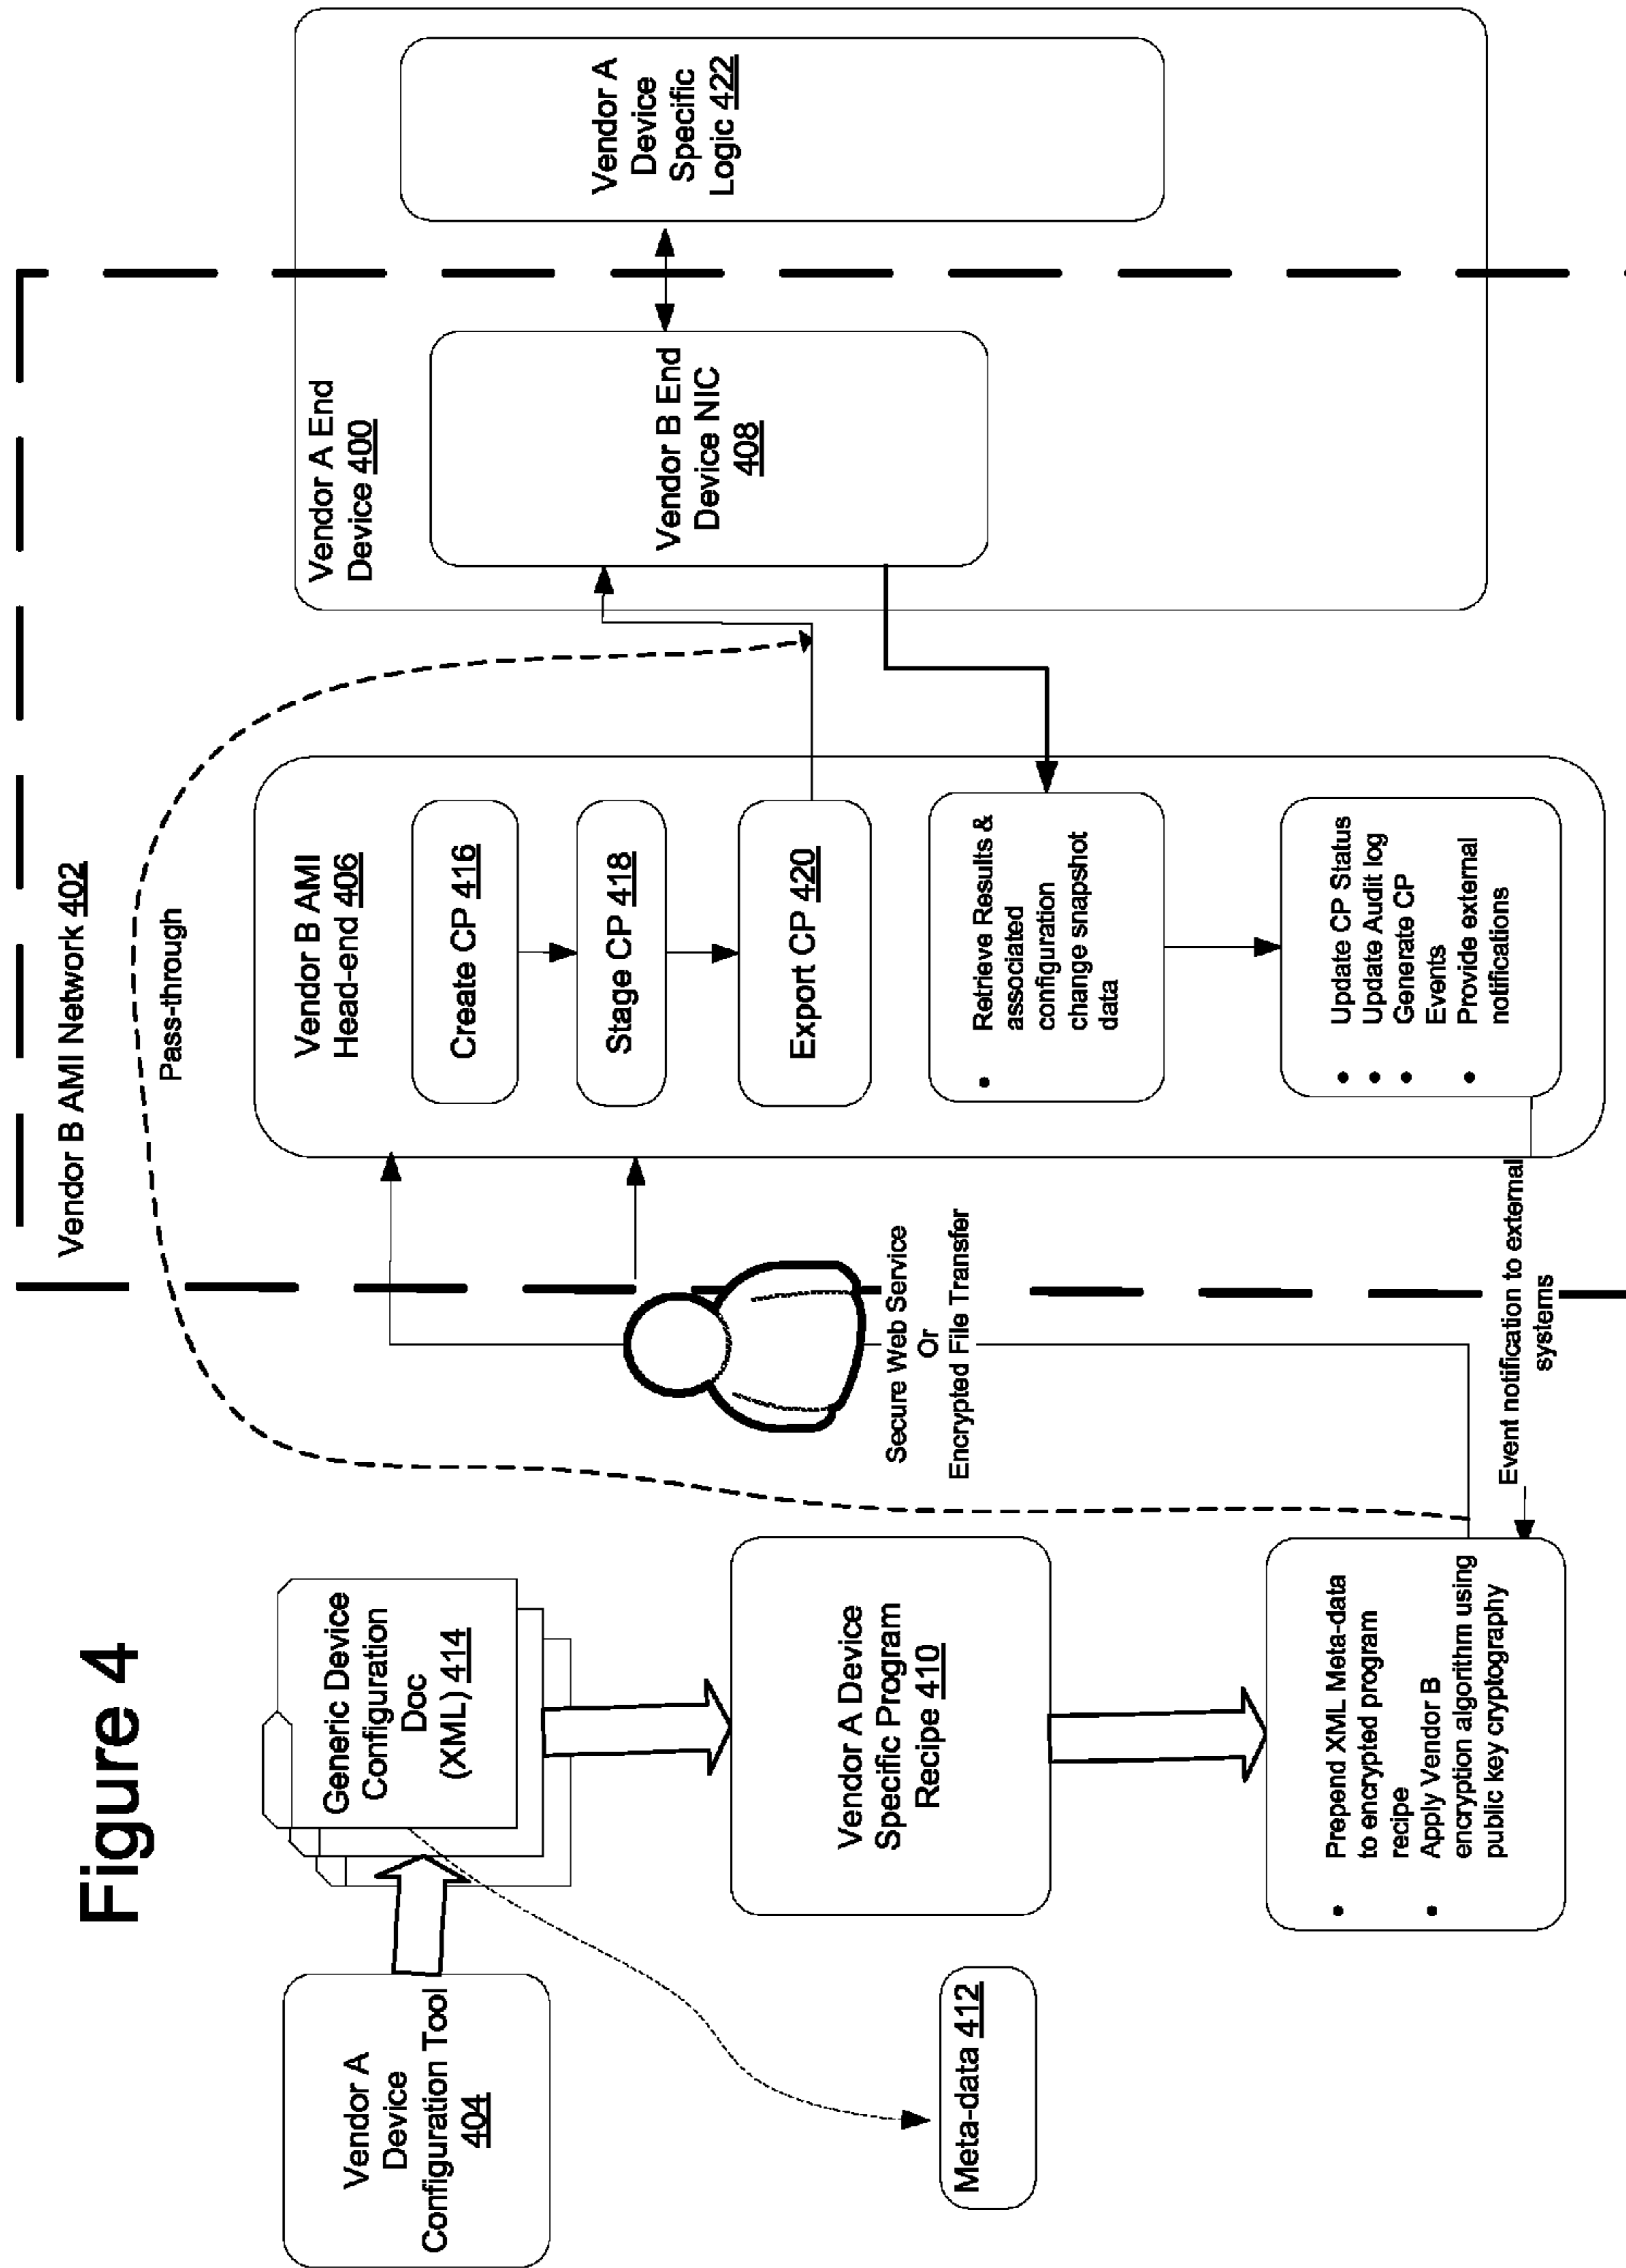 Figure 4
Vendor A
Device
Configuration Tool
404
Generic Device
Configuration
Doc
(XML) 414
Meta-data 412
Vendor A Device
Specific Program
Recipe 410
• Prepend XML Meta-data
to encrypted program
recipe
• Apply Vendor B
encryption algorithm using
public key cryptography
Secure Web Service
Or
Encrypted File Transfer
Event notification to external
systems
Vendor B AMI Network 402
Pass-through
Vendor B AMI
Head-end 406
Create CP 416
Stage CP 418
Export CP 420
• Retrieve Results &
associated
configuration
change snapshot
data
• Update CP Status
• Update Audit log
• Generate CP
Events
• Provide external
notifications
Vendor A End
Device 400
Vendor B End
Device NIC
408
Vendor A
Device
Specific
Logic 422